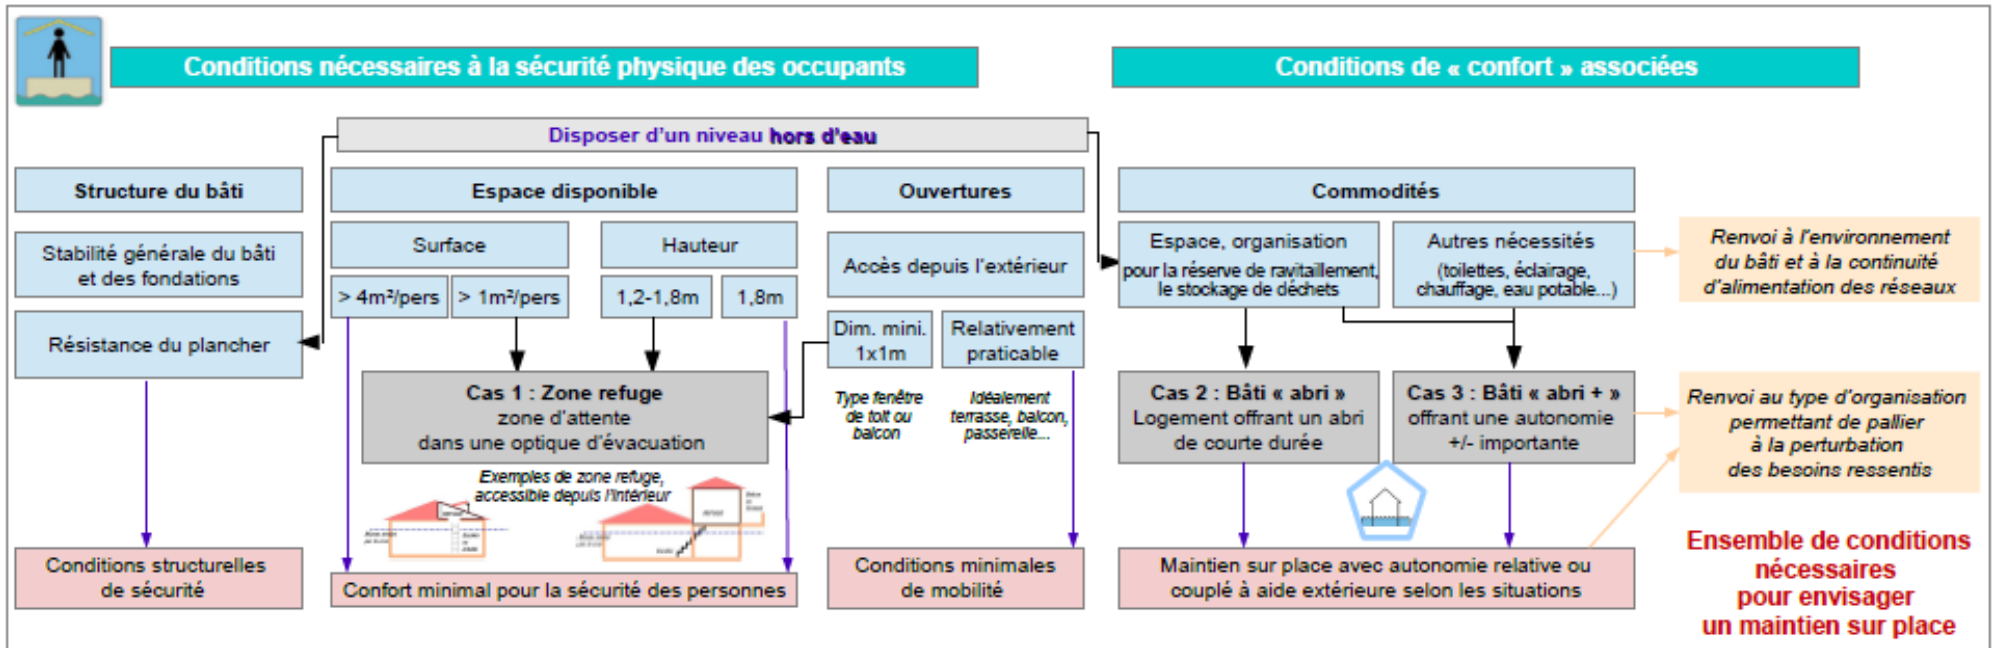 Conditions nécessaires à la sécurité physique des occupants
Conditions de « confort » associées
Disposer d'un niveau hors d'eau
Structure du bâti
Espace disponible
Ouvertures
Commodités
Stabilité générale du bâti
et des fondations
Surface
Hauteur
Accès depuis l'extérieur
Espace, organisation
pour la réserve de ravitaillement,
le stockage de déchets
Autres nécessités
(toilettes, éclairage,
chauffage, eau potable...)
Renvoi à l'environnement
du bâti et à la continuité
d'alimentation des réseaux
> 4m²/pers
> 1m²/pers
1,2-1,8m
1,8m
Résistance du plancher
Dim. mini.
1x1m
Relativement
praticable
Cas 1 : Zone refuge
zone d'attente
dans une optique d'évacuation
Type fenêtre
de toit ou
balcon
Idéalement
terrasse, balcon,
passerelle...
Cas 2 : Bâti « abri »
Logement offrant un abri
de courte durée
Cas 3 : Bâti « abri + »
offrant une autonomie
+/- importante
Renvoi au type d'organisation
permettant de pallier
à la perturbation
des besoins ressentis
Exemples de zone refuge,
accessible depuis l'intérieur
Conditions structurelles
de sécurité
Confort minimal pour la sécurité des personnes
Conditions minimales
de mobilité
Maintien sur place avec autonomie relative ou
couplé à aide extérieure selon les situations
Ensemble de conditions
nécessaires
pour envisager
un maintien sur place